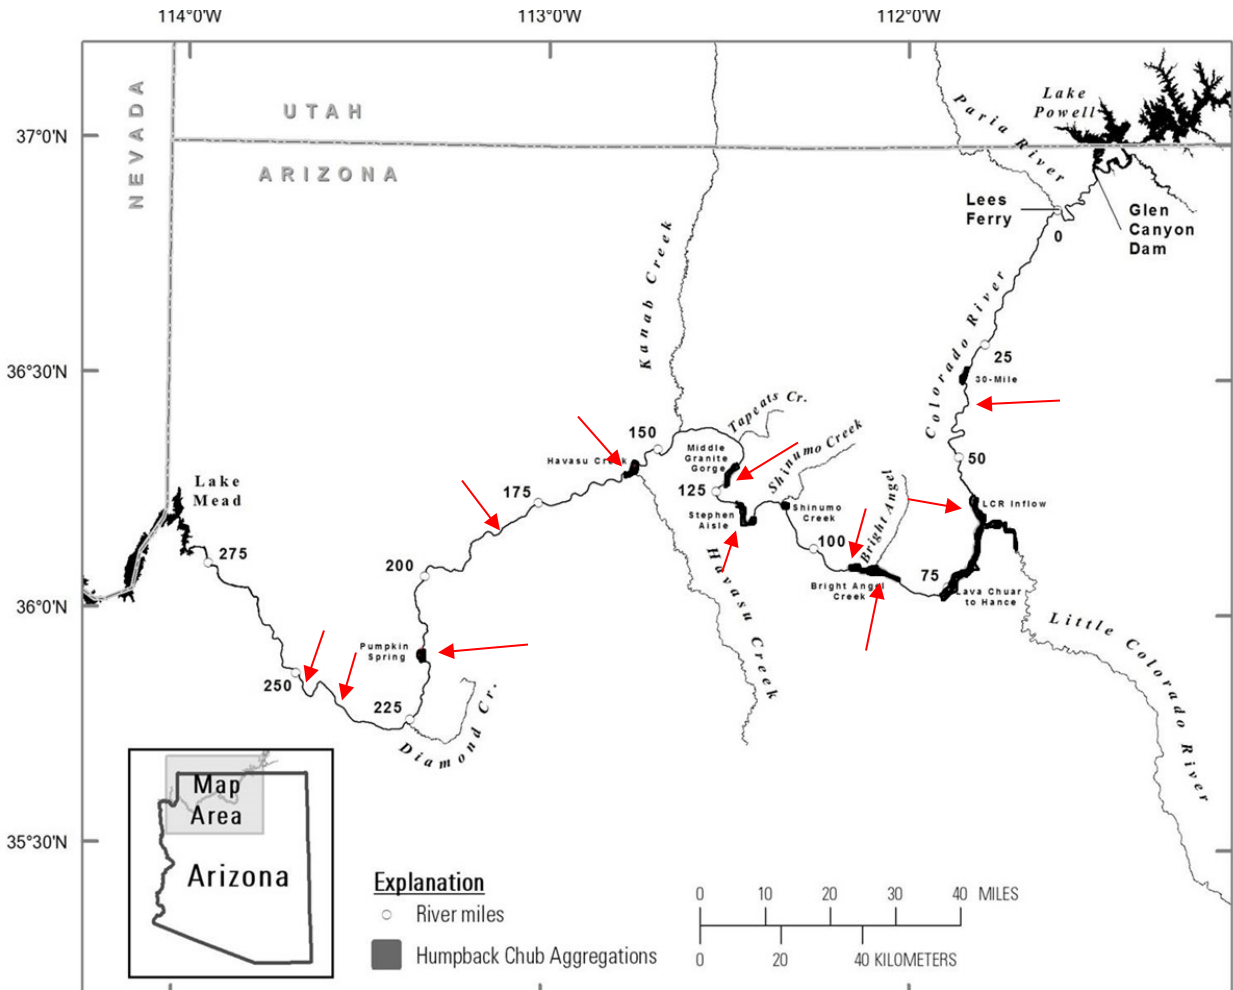 114°0'W
113°0'W
112°0'W
37°0'N
36°30'N
36°0'N
35°30'N
NEVADA
UTAH
ARIZONA
Lake
Powell
Paria River
Lees
Ferry
0
Glen
Canyon
Dam
Colorado River
25
30-Mile
50
LCR Inflow
75
Lava Chuar
to Hance
Little Colorado River
Bright Angel
Bright Angel
Creek
100
Shinumo
Creek
Shinumo Creek
Stephen
Aisle
125
Middle
Granite
Gorge
Tapeats Cr.
Kanab Creek
150
Havasu Creek
Havasu Creek
175
200
Pumpkin
Spring
225
Diamond Cr.
250
275
Lake
Mead
Map
Area
Arizona
Explanation
River miles
Humpback Chub Aggregations
0 10 20 30 40 MILES
0 20 40 KILOMETERS